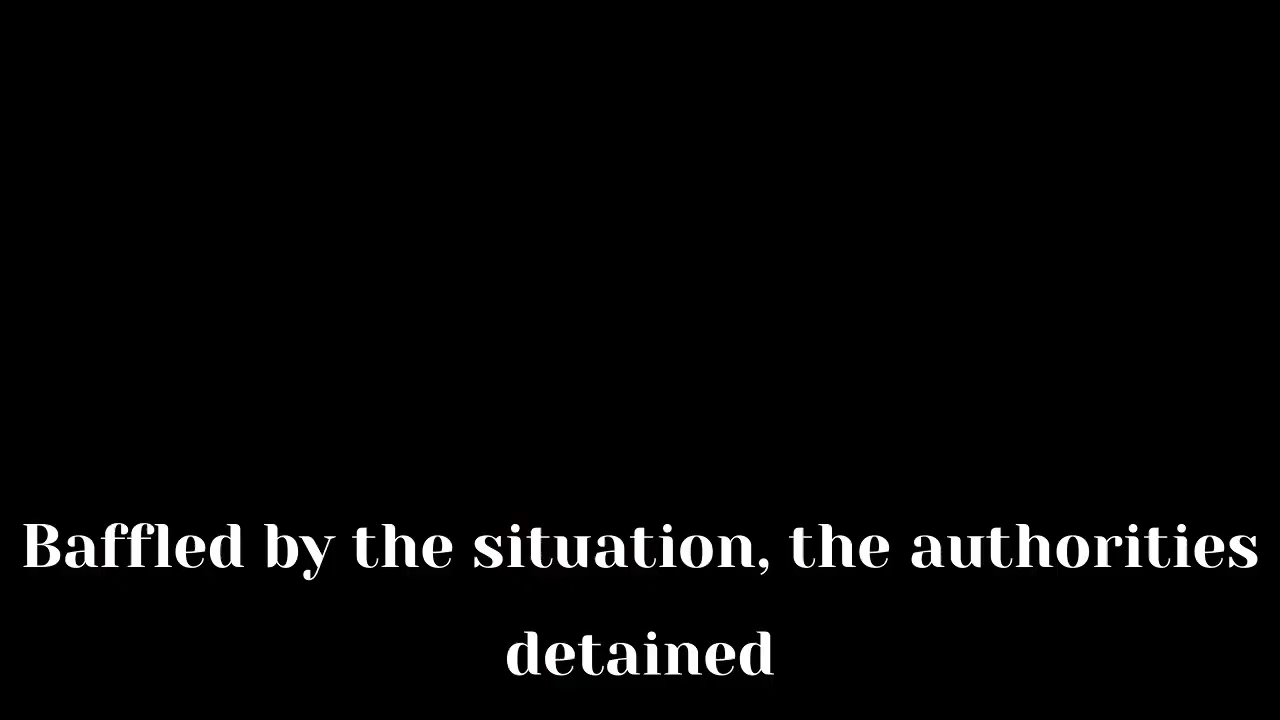 Baffled by the situation, the authorities
detained